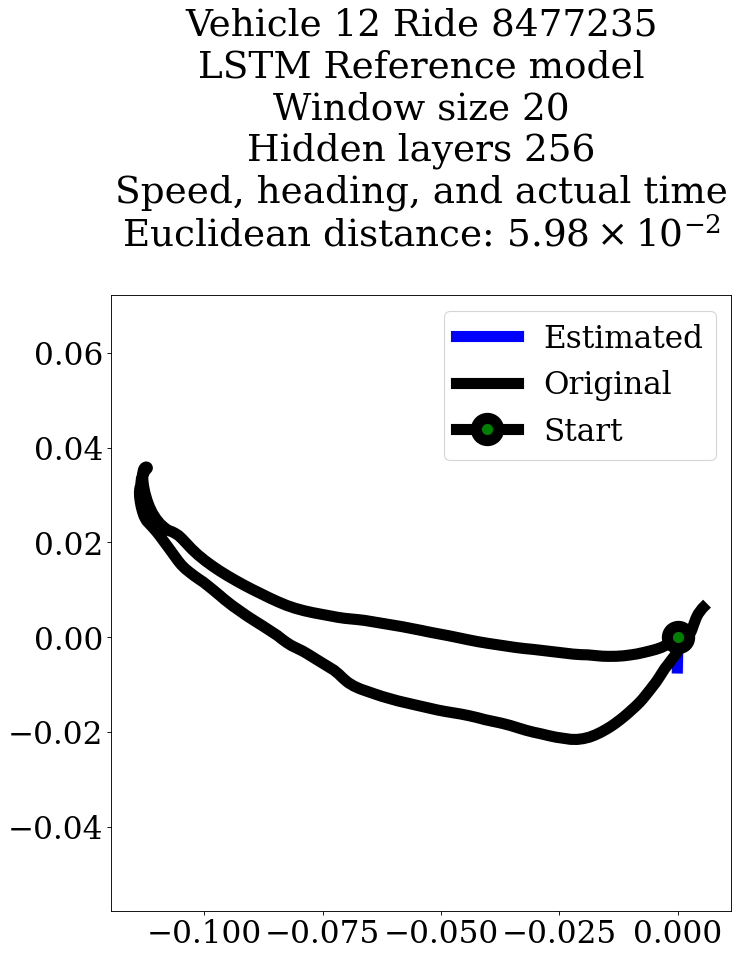 Vehicle 12 Ride 8477235
LSTM Reference model
Window size 20
Hidden layers 256
Speed, heading, and actual time
Euclidean distance: 5.98 × 10⁻²
Estimated
Original
Start
0.06
0.04
0.02
0.00
−0.02
−0.04
−0.100 −0.075 −0.050 −0.025 0.000